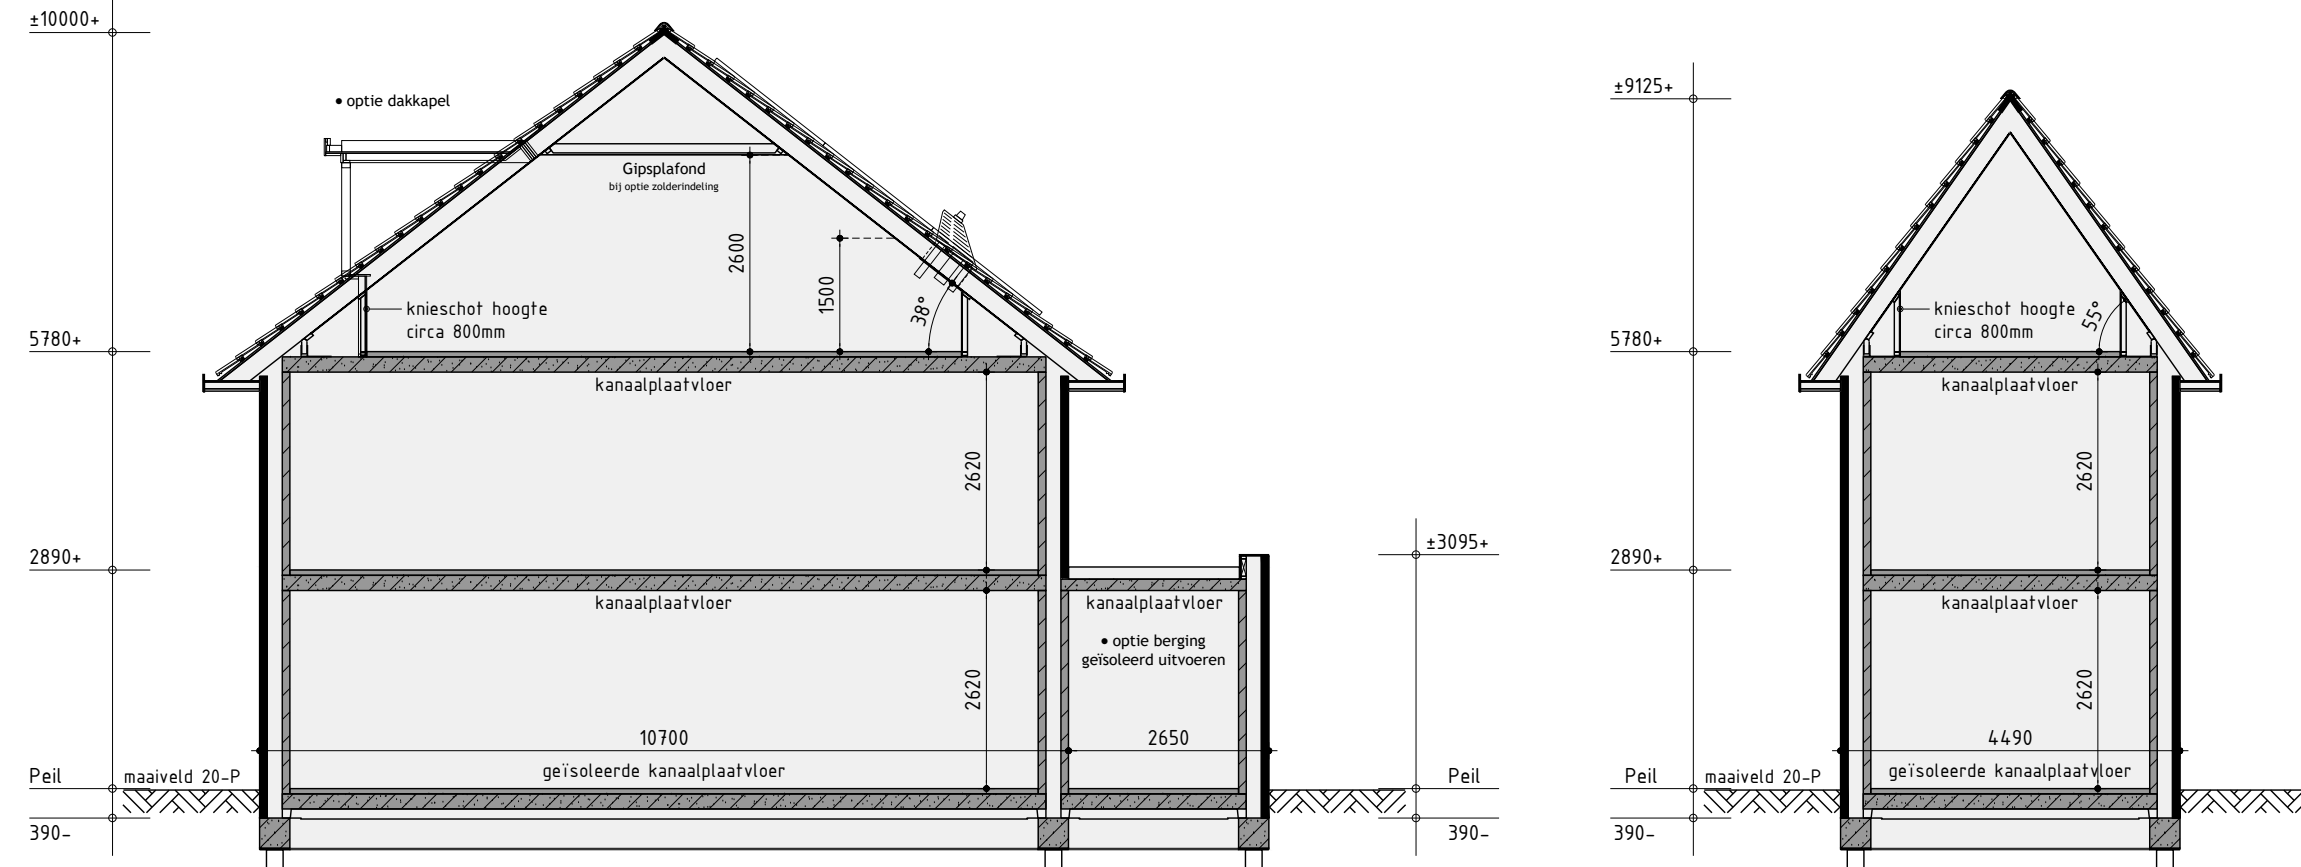 ±10000+
• optie dakkapel
Gipsplafond
bij optie zolderindeling
2600
1500
38°
knieschot hoogte
circa 800mm
5780+
kanaalplaatvloer
2620
2890+
kanaalplaatvloer
2620
10700
geïsoleerde kanaalplaatvloer
Peil
maaiveld 20-P
390-
kanaalplaatvloer
• optie berging
geïsoleerd uitvoeren
2650
±3095+
Peil
390-
±9125+
knieschot hoogte
circa 800mm
55°
5780+
kanaalplaatvloer
2620
2890+
kanaalplaatvloer
2620
4490
geïsoleerde kanaalplaatvloer
Peil
maaiveld 20-P
390-